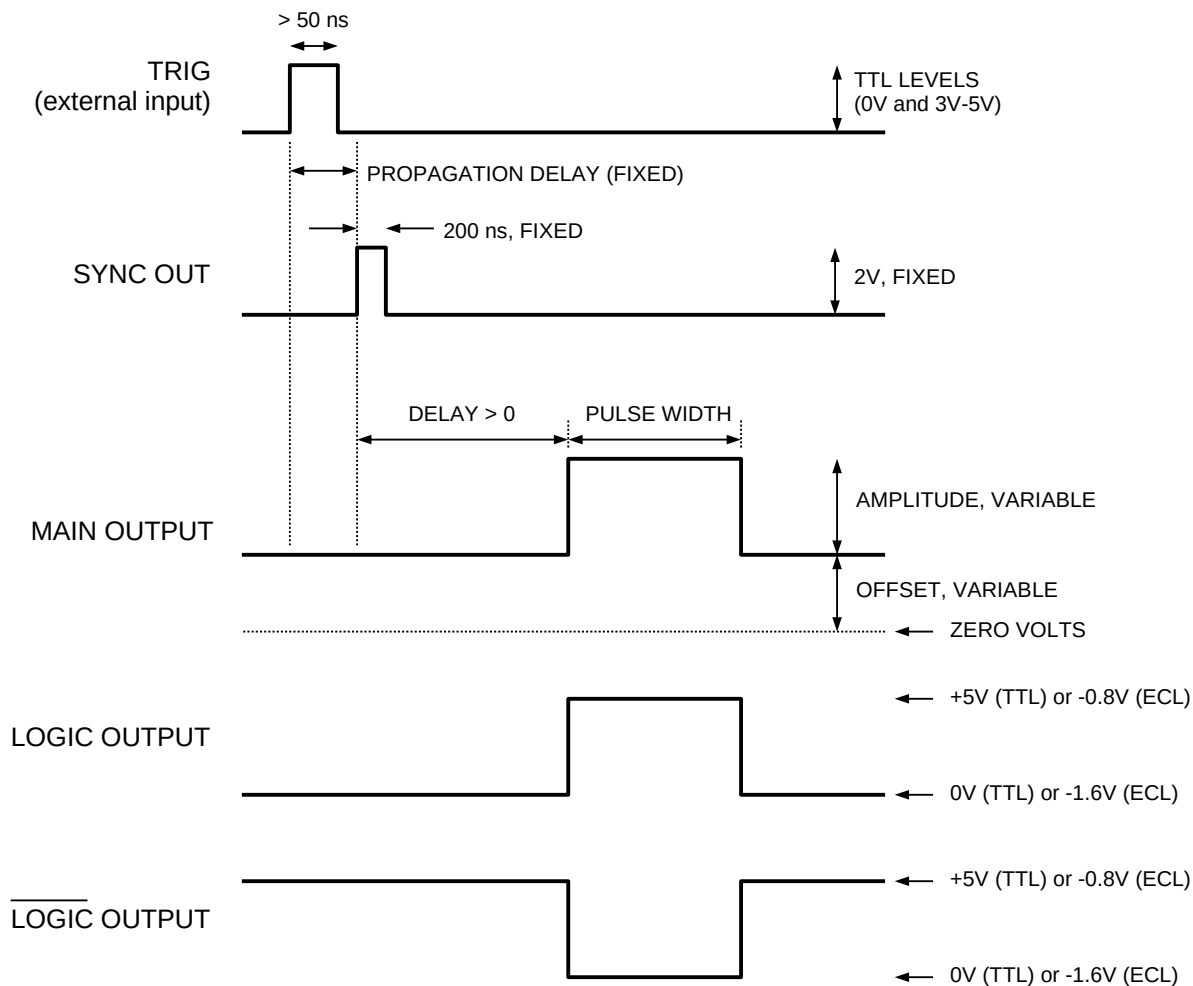 > 50 ns
TRIG
(external input)
TTL LEVELS
(0V and 3V-5V)
PROPAGATION DELAY (FIXED)
200 ns, FIXED
SYNC OUT
2V, FIXED
DELAY > 0
PULSE WIDTH
AMPLITUDE, VARIABLE
MAIN OUTPUT
OFFSET, VARIABLE
ZERO VOLTS
+5V (TTL) or -0.8V (ECL)
LOGIC OUTPUT
0V (TTL) or -1.6V (ECL)
+5V (TTL) or -0.8V (ECL)
LOGIC OUTPUT
0V (TTL) or -1.6V (ECL)